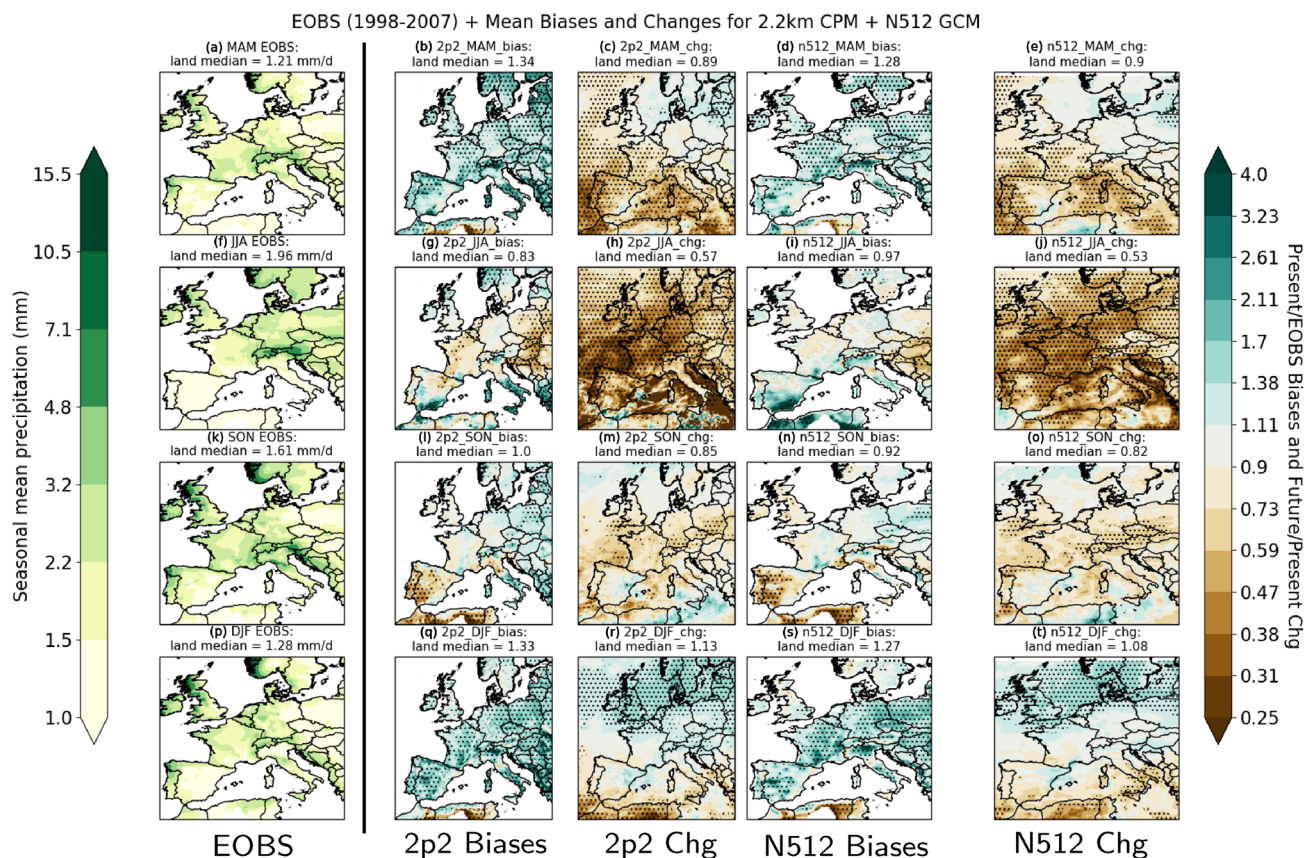 EOBS (1998-2007) + Mean Biases and Changes for 2.2km CPM + N512 GCM
(a) MAM EOBS:
land median = 1.21 mm/d
(b) 2p2_MAM_bias:
land median = 1.34
(c) 2p2_MAM_chg:
land median = 0.89
(d) n512_MAM_bias:
land median = 1.28
(e) n512_MAM_chg:
land median = 0.9
(f) JJA EOBS:
land median = 1.96 mm/d
(g) 2p2_JJA_bias:
land median = 0.83
(h) 2p2_JJA_chg:
land median = 0.57
(i) n512_JJA_bias:
land median = 0.97
(j) n512_JJA_chg:
land median = 0.53
(k) SON EOBS:
land median = 1.61 mm/d
(l) 2p2_SON_bias:
land median = 1.0
(m) 2p2_SON_chg:
land median = 0.85
(n) n512_SON_bias:
land median = 0.92
(o) n512_SON_chg:
land median = 0.82
(p) DJF EOBS:
land median = 1.28 mm/d
(q) 2p2_DJF_bias:
land median = 1.33
(r) 2p2_DJF_chg:
land median = 1.13
(s) n512_DJF_bias:
land median = 1.27
(t) n512_DJF_chg:
land median = 1.08
EOBS
2p2 Biases
2p2 Chg
N512 Biases
N512 Chg
Seasonal mean precipitation (mm)
15.5
10.5
7.1
4.8
3.2
2.2
1.5
1.0
4.0
3.23
2.61
2.11
1.7
1.38
1.11
0.9
0.73
0.59
0.47
0.38
0.31
0.25
Present/EOBS Biases and Future/Present Chg